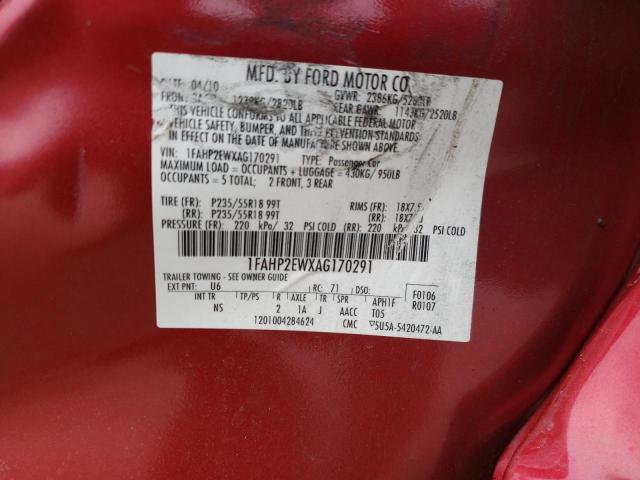 MFD. BY FORD MOTOR CO.
DATE: 04/10 GVWR: 2386KG/5260LB
FRONT GAWR: 1279KG/2820LB REAR GAWR: 1143KG/2520LB
THIS VEHICLE CONFORMS TO ALL APPLICABLE FEDERAL MOTOR
VEHICLE SAFETY, BUMPER, AND THEFT PREVENTION STANDARDS
IN EFFECT ON THE DATE OF MANUFACTURE SHOWN ABOVE.
VIN: 1FAHP2EWXAG170291 TYPE: Passenger Car
MAXIMUM LOAD = OCCUPANTS + LUGGAGE = 430KG/ 950LB
OCCUPANTS = 5 TOTAL; 2 FRONT, 3 REAR
TIRE (FR): P235/55R18 99T RIMS (FR): 18X7.5
(RR): P235/55R18 99T (RR): 18X7.5J
PRESSURE (FR): 220 kPa/ 32 PSI COLD (RR): 220 kPa/ 32 PSI COLD
1FAHP2EWXAG170291
TRAILER TOWING - SEE OWNER GUIDE
EXT PNT: U6 RC: 71 DSO: F0106
INT TR TP/PS R AXLE TR SPR APH1F R0107
NS 2 1A J AACC T05
1201004284624 CMC 5U5A-5420472-AA